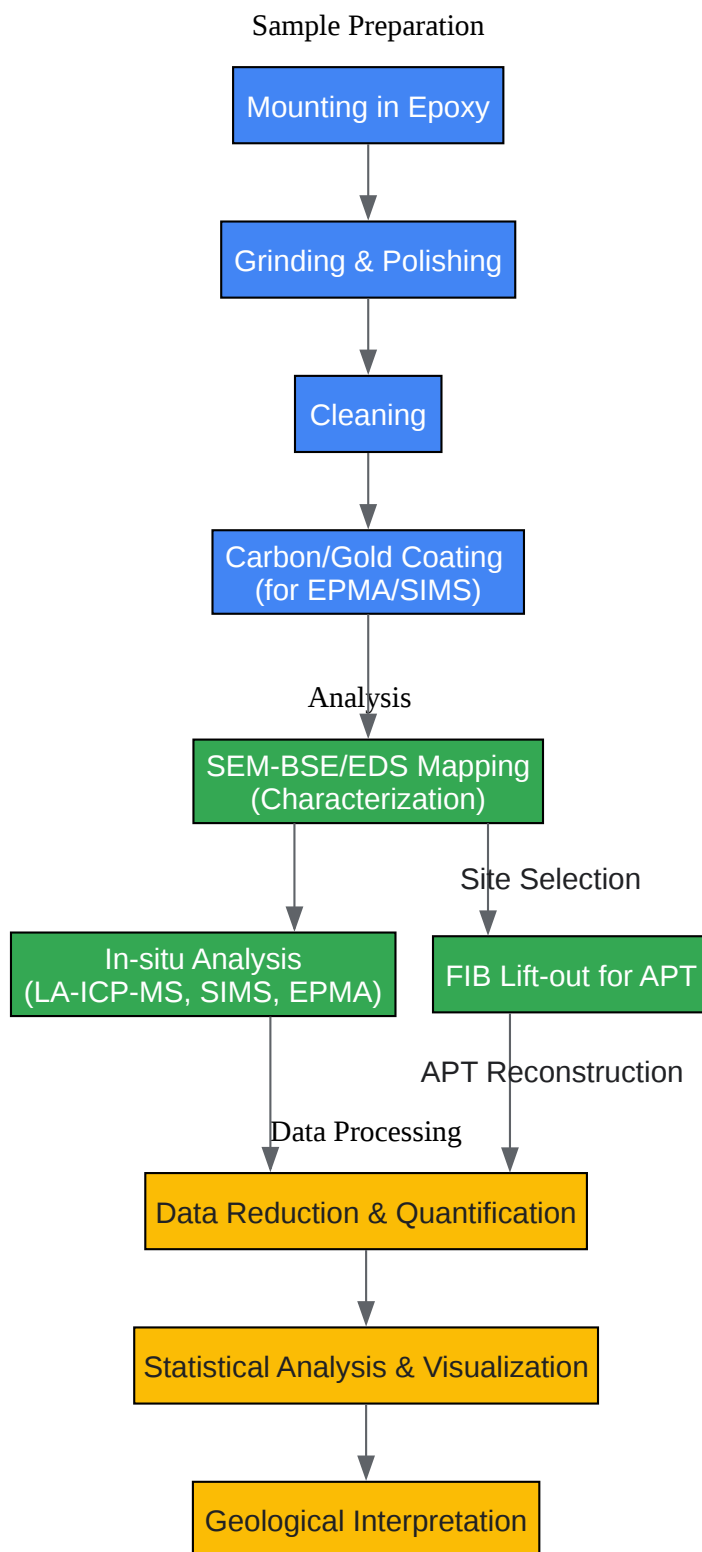 Sample Preparation
Mounting in Epoxy
Grinding & Polishing
Cleaning
Carbon/Gold Coating
(for EPMA/SIMS)
Analysis
SEM-BSE/EDS Mapping
(Characterization)
Site Selection
In-situ Analysis
(LA-ICP-MS, SIMS, EPMA)
FIB Lift-out for APT
APT Reconstruction
Data Processing
Data Reduction & Quantification
Statistical Analysis & Visualization
Geological Interpretation